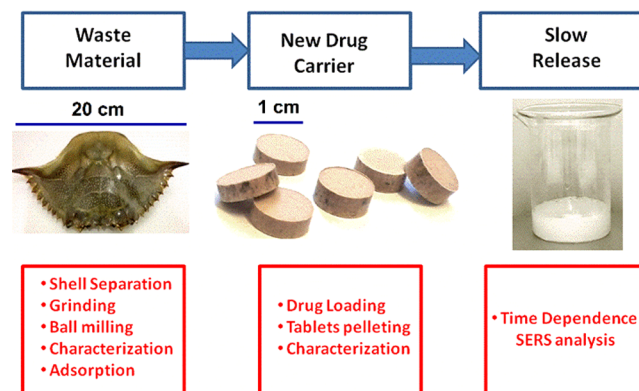 Waste
Material
New Drug
Carrier
Slow
Release
20 cm
1 cm
• Shell Separation
• Grinding
• Ball milling
• Characterization
• Adsorption
• Drug Loading
• Tablets pelleting
• Characterization
• Time Dependence
SERS analysis